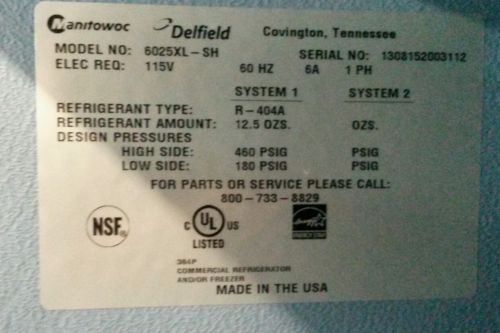 Manitowoc Delfield Covington, Tennessee
MODEL NO: 6025XL-SH SERIAL NO: 1308152003112
ELEC REQ: 115V 60 HZ 6A 1 PH
SYSTEM 1 SYSTEM 2
REFRIGERANT TYPE: R-404A
REFRIGERANT AMOUNT: 12.5 OZS. OZS.
DESIGN PRESSURES
HIGH SIDE: 460 PSIG PSIG
LOW SIDE: 180 PSIG PSIG
FOR PARTS OR SERVICE PLEASE CALL:
800-733-8829
NSF® C UL® US ENERGY STAR
LISTED
384P
COMMERCIAL REFRIGERATOR
AND/OR FREEZER
MADE IN THE USA